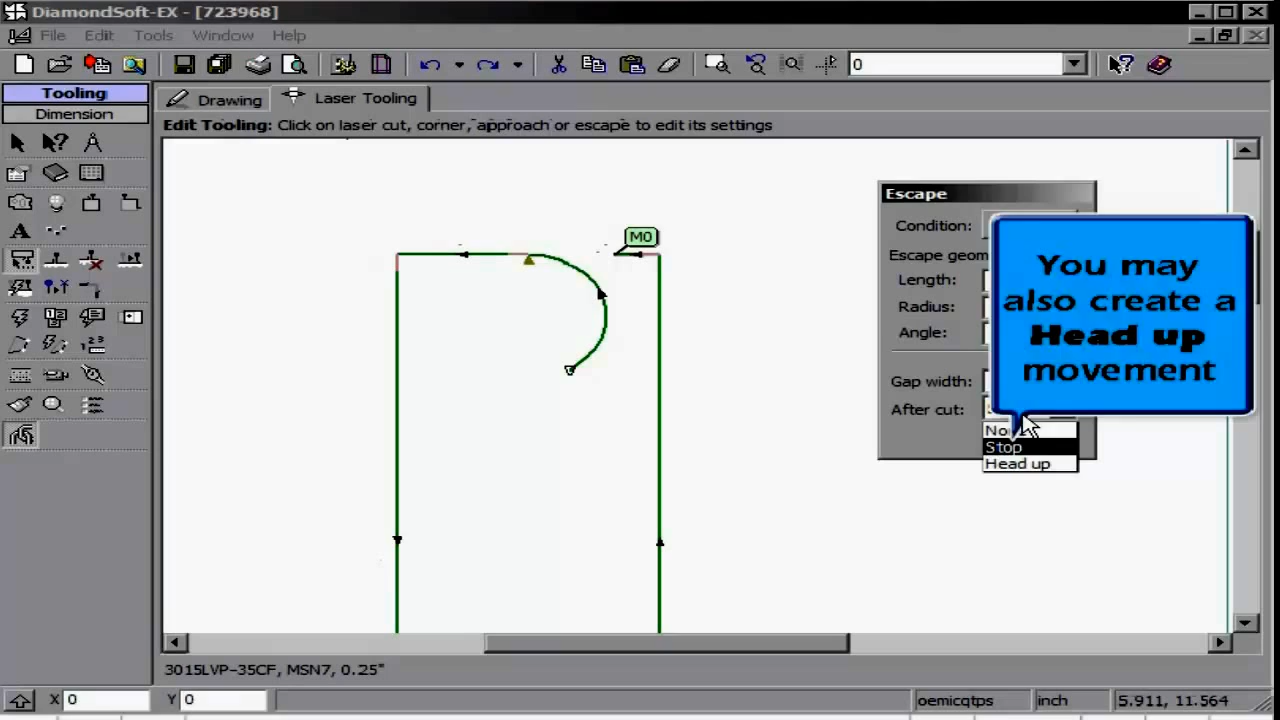 DiamondSoft-EX - [723968]
File Edit Tools Window Help
0
Tooling
Dimension
Drawing
Laser Tooling
Edit Tooling: Click on laser cut, corner, approach or escape to edit its settings
M0
Escape
Condition:
Escape geom
Length:
Radius:
Angle:
Gap width:
After cut:
You may
also create a
Head up
movement
Stop
Head up
3015LVP-35CF, MSN7, 0.25"
X 0 Y 0 oemicqtps inch 5.911, 11.564